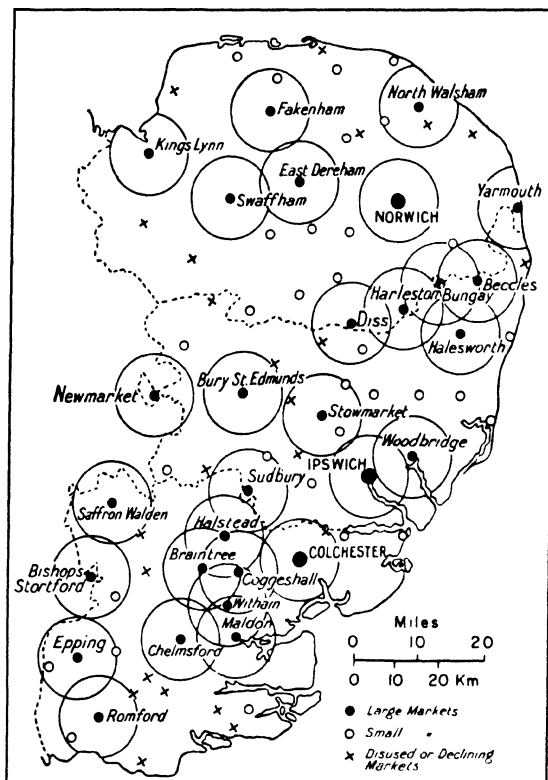 North Walsham
Fakenham
Kings Lynn
East Dereham
Swaffham
NORWICH
Yarmouth
Harleston
Bungay
Beccles
Diss
Halesworth
Newmarket
Bury St. Edmunds
Stowmarket
Woodbridge
IPSWICH
Sudbury
Saffron Walden
Halstead
Braintree
COLCHESTER
Bishops
Stortford
Coggeshall
Witham
Maldon
Chelmsford
Epping
Romford
Miles
0 10 20
0 10 20 Km
Large Markets
Small "
Disused or Declining
Markets